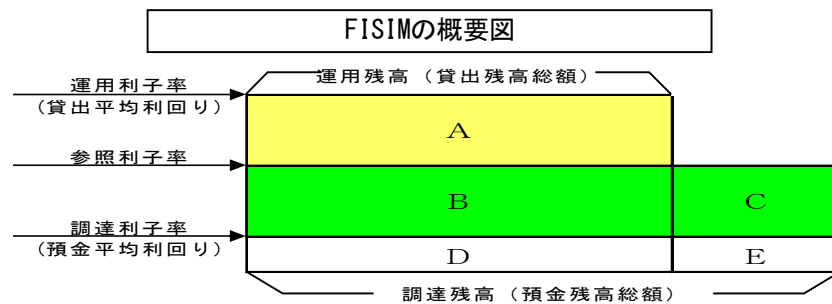 FISIMの概要図
運用利子率
(貸出平均利回り)
運用残高(貸出残高総額)
A
参照利子率
B
C
調達利子率
(預金平均利回り)
D
E
調達残高(預金残高総額)